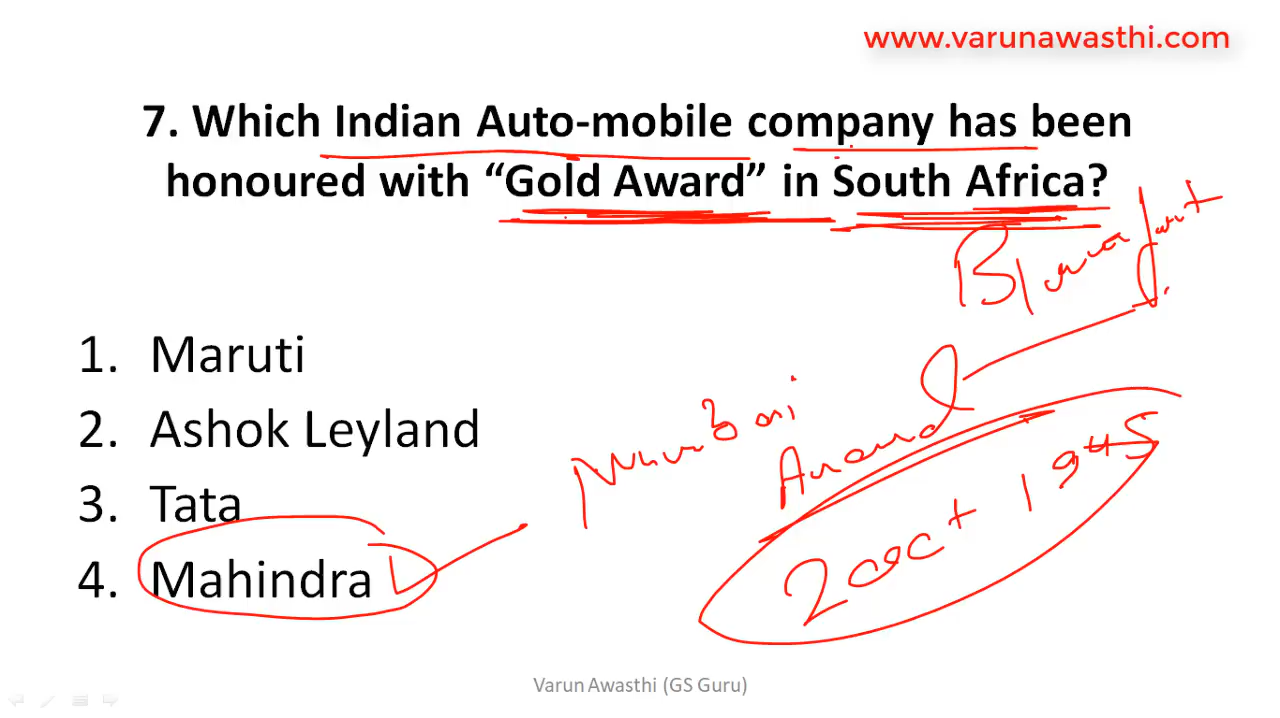 www.varunawasthi.com
7. Which Indian Auto-mobile company has been
honoured with “Gold Award” in South Africa?
1. Maruti
2. Ashok Leyland
3. Tata
4. Mahindra
Anand
2 oct 1945
Varun Awasthi (GS Guru)